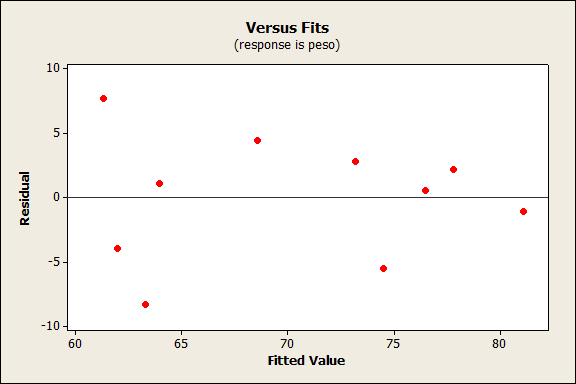 Versus Fits
(response is peso)
10
5
0
-5
-10
Residual
60 65 70 75 80
Fitted Value